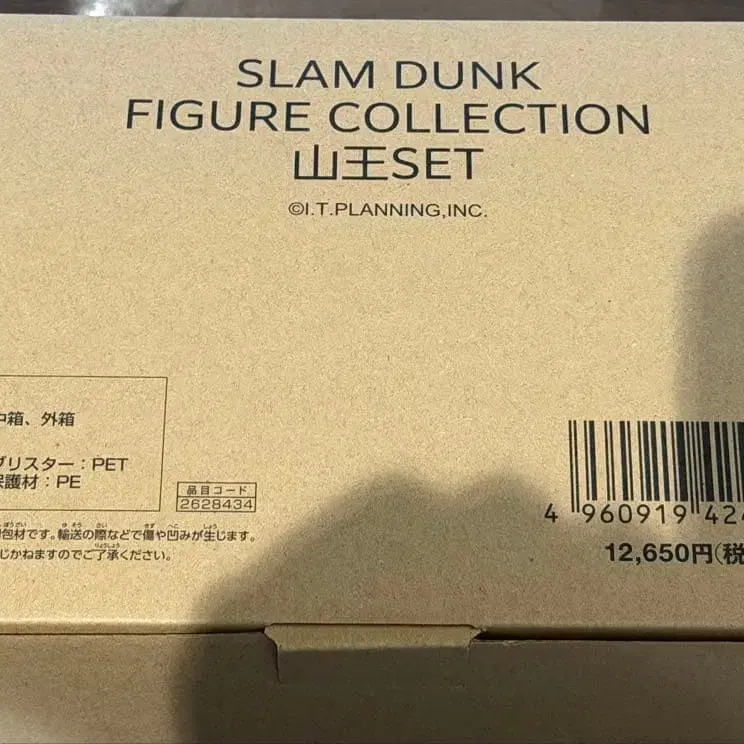 SLAM DUNK
FIGURE COLLECTION
山王SET
©I.T.PLANNING,INC.
中箱、外箱
ブリスター：PET
保護材：PE
品目コード
2628434
包材です。輸送の際などで傷や凹みが生じます。
じかねますのでご了承ください。
4 960919 424
12,650円(税